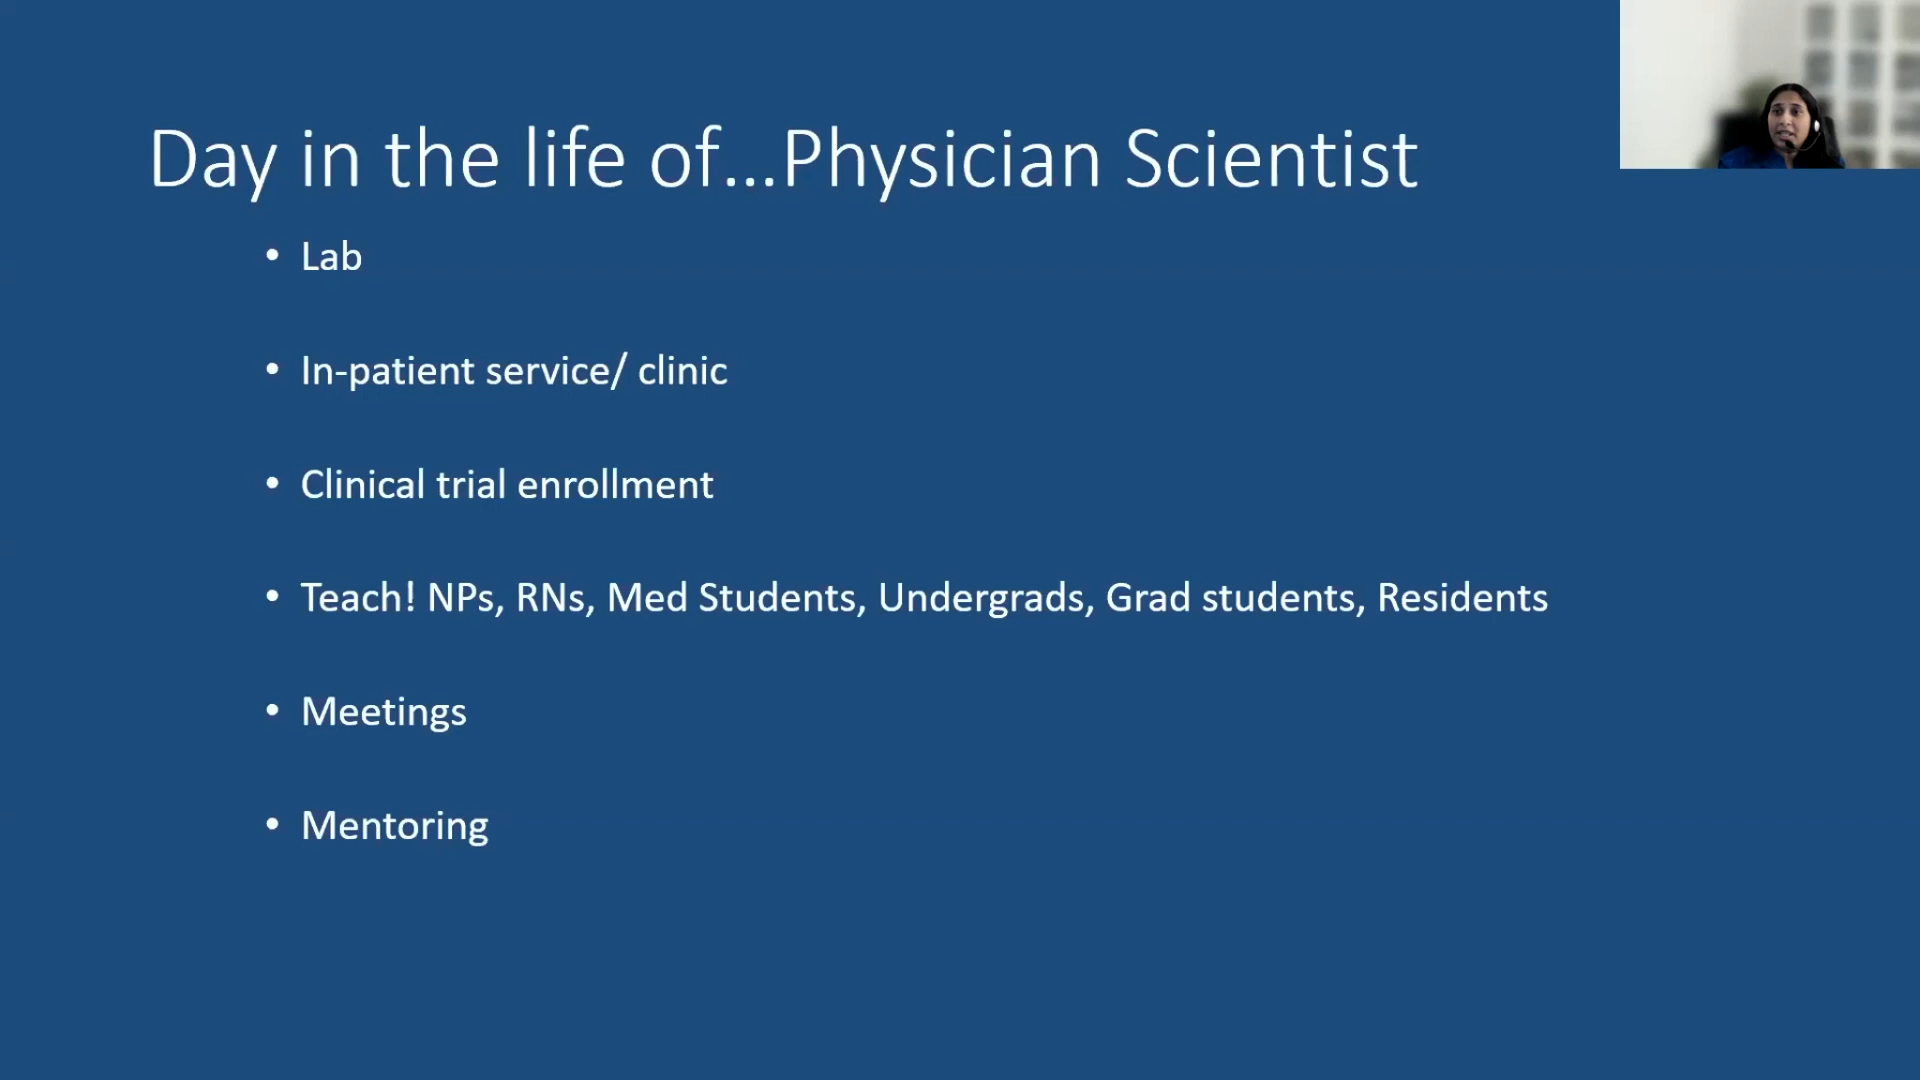 Day in the life of...Physician Scientist
• Lab
• In-patient service/ clinic
• Clinical trial enrollment
• Teach! NPs, RNs, Med Students, Undergrads, Grad students, Residents
• Meetings
• Mentoring